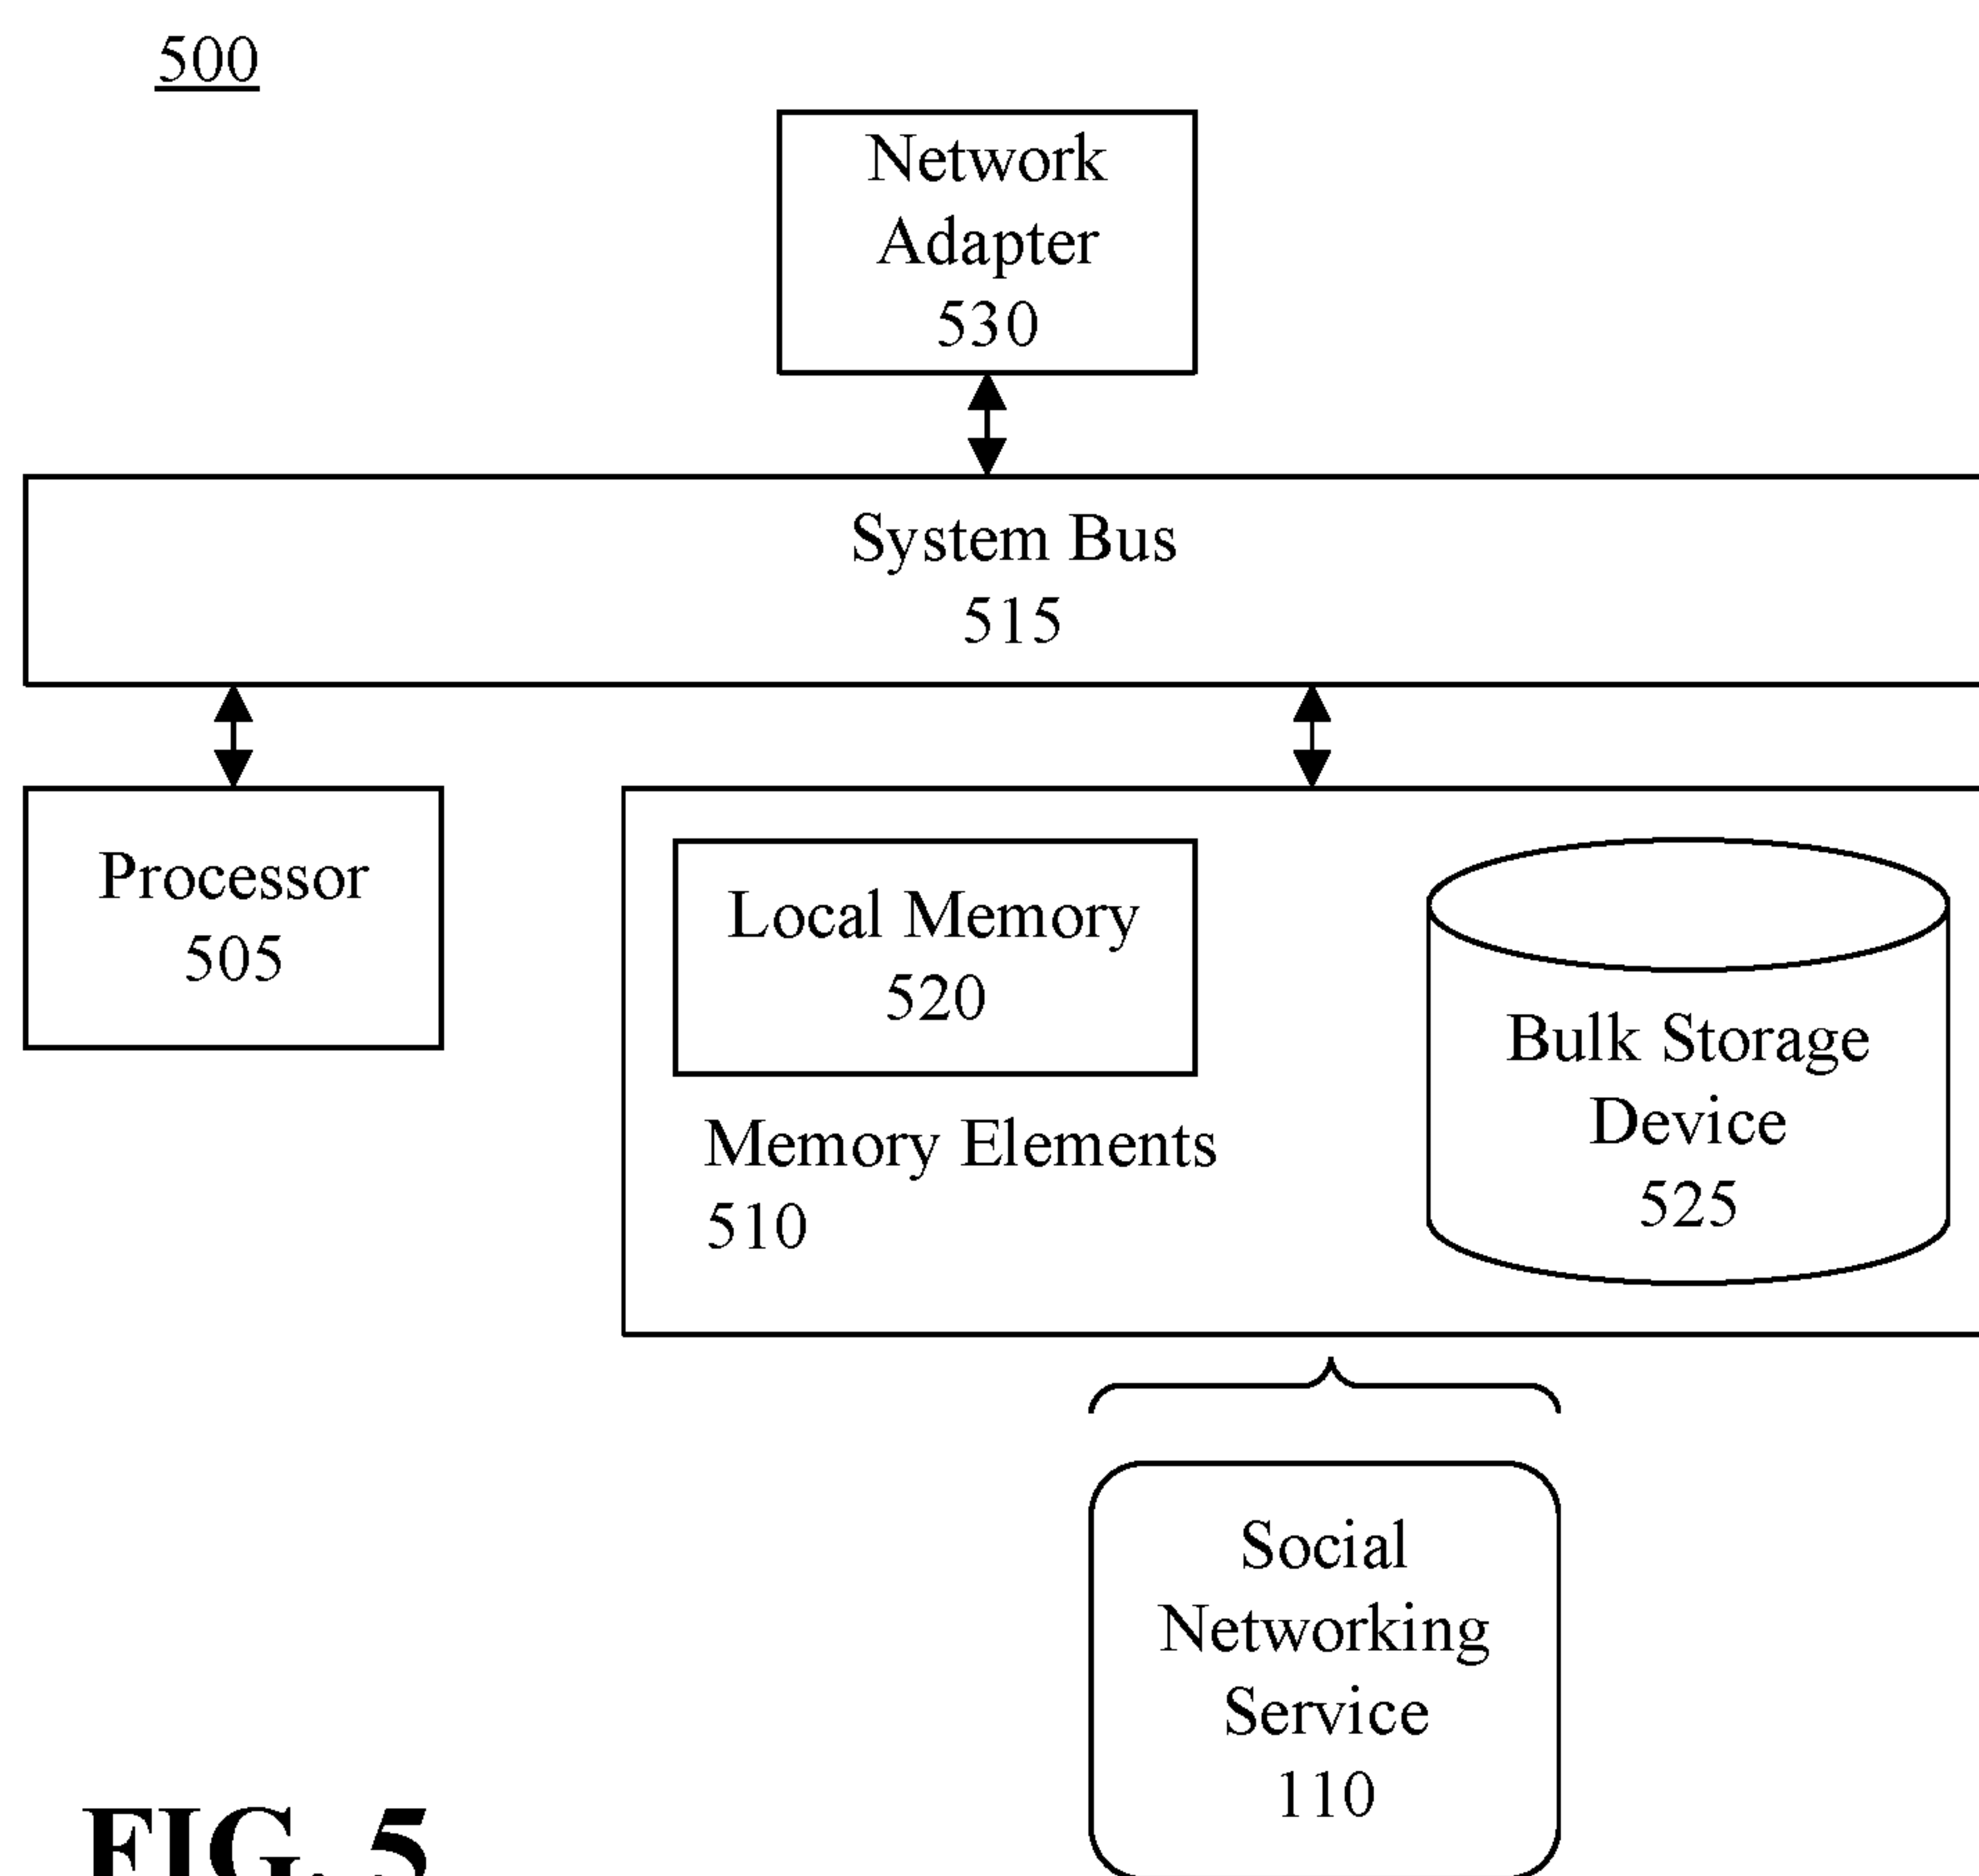 500
Network
Adapter
530
System Bus
515
Processor
505
Local Memory
520
Memory Elements
510
Bulk Storage
Device
525
Social
Networking
Service
110
FIG. 5